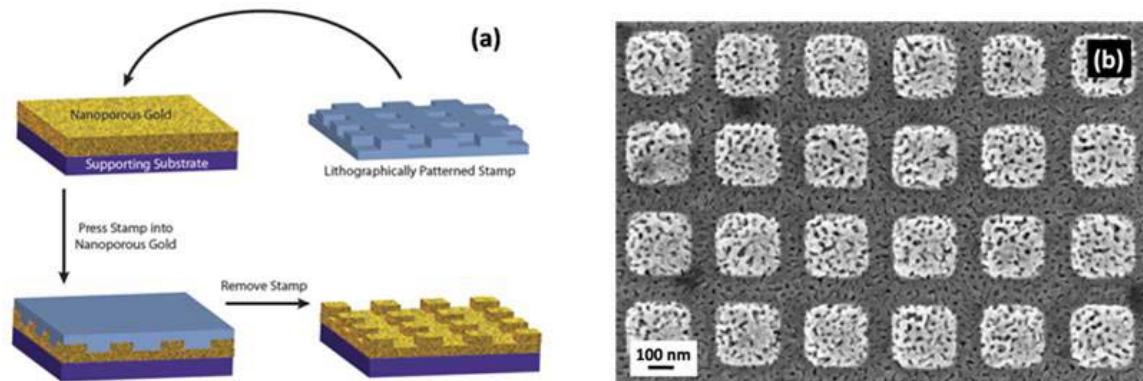 (a)
Nanoporous Gold
Supporting Substrate
Lithographically Patterned Stamp
Press Stamp into
Nanoporous Gold
Remove Stamp
(b)
100 nm